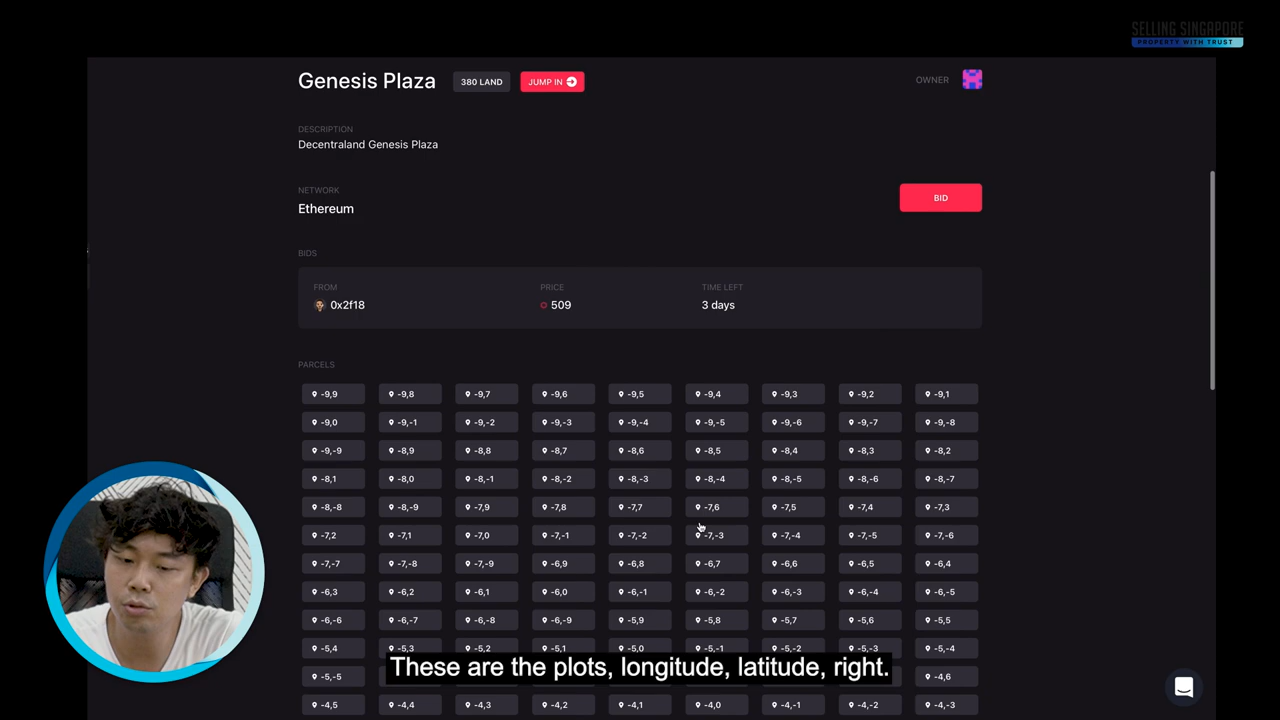 SELLING SINGAPORE
PROPERTY WITH TRUST
Genesis Plaza 380 LAND JUMP IN OWNER
DESCRIPTION
Decentraland Genesis Plaza
NETWORK
Ethereum
BID
BIDS
FROM PRICE TIME LEFT
0x2f18 509 3 days
PARCELS
-9,9 -9,8 -9,7 -9,6 -9,5 -9,4 -9,3 -9,2 -9,1
-9,0 -9,-1 -9,-2 -9,-3 -9,-4 -9,-5 -9,-6 -9,-7 -9,-8
-9,-9 -8,9 -8,8 -8,7 -8,6 -8,5 -8,4 -8,3 -8,2
-8,1 -8,0 -8,-1 -8,-2 -8,-3 -8,-4 -8,-5 -8,-6 -8,-7
-8,-8 -8,-9 -7,9 -7,8 -7,7 -7,6 -7,5 -7,4 -7,3
-7,2 -7,1 -7,0 -7,-1 -7,-2 -7,-3 -7,-4 -7,-5 -7,-6
-7,-7 -7,-8 -7,-9 -6,9 -6,8 -6,7 -6,6 -6,5 -6,4
-6,3 -6,2 -6,1 -6,0 -6,-1 -6,-2 -6,-3 -6,-4 -6,-5
-6,-6 -6,-7 -6,-8 -6,-9 -5,9 -5,8 -5,7 -5,6 -5,5
-5,4 -5,3 -5,2 -5,1 -5,0 -5,-1 -5,-2 -5,-3 -5,-4
These are the plots, longitude, latitude, right.
-5,-5 -4,6
-4,5 -4,4 -4,3 -4,2 -4,1 -4,0 -4,-1 -4,-2 -4,-3